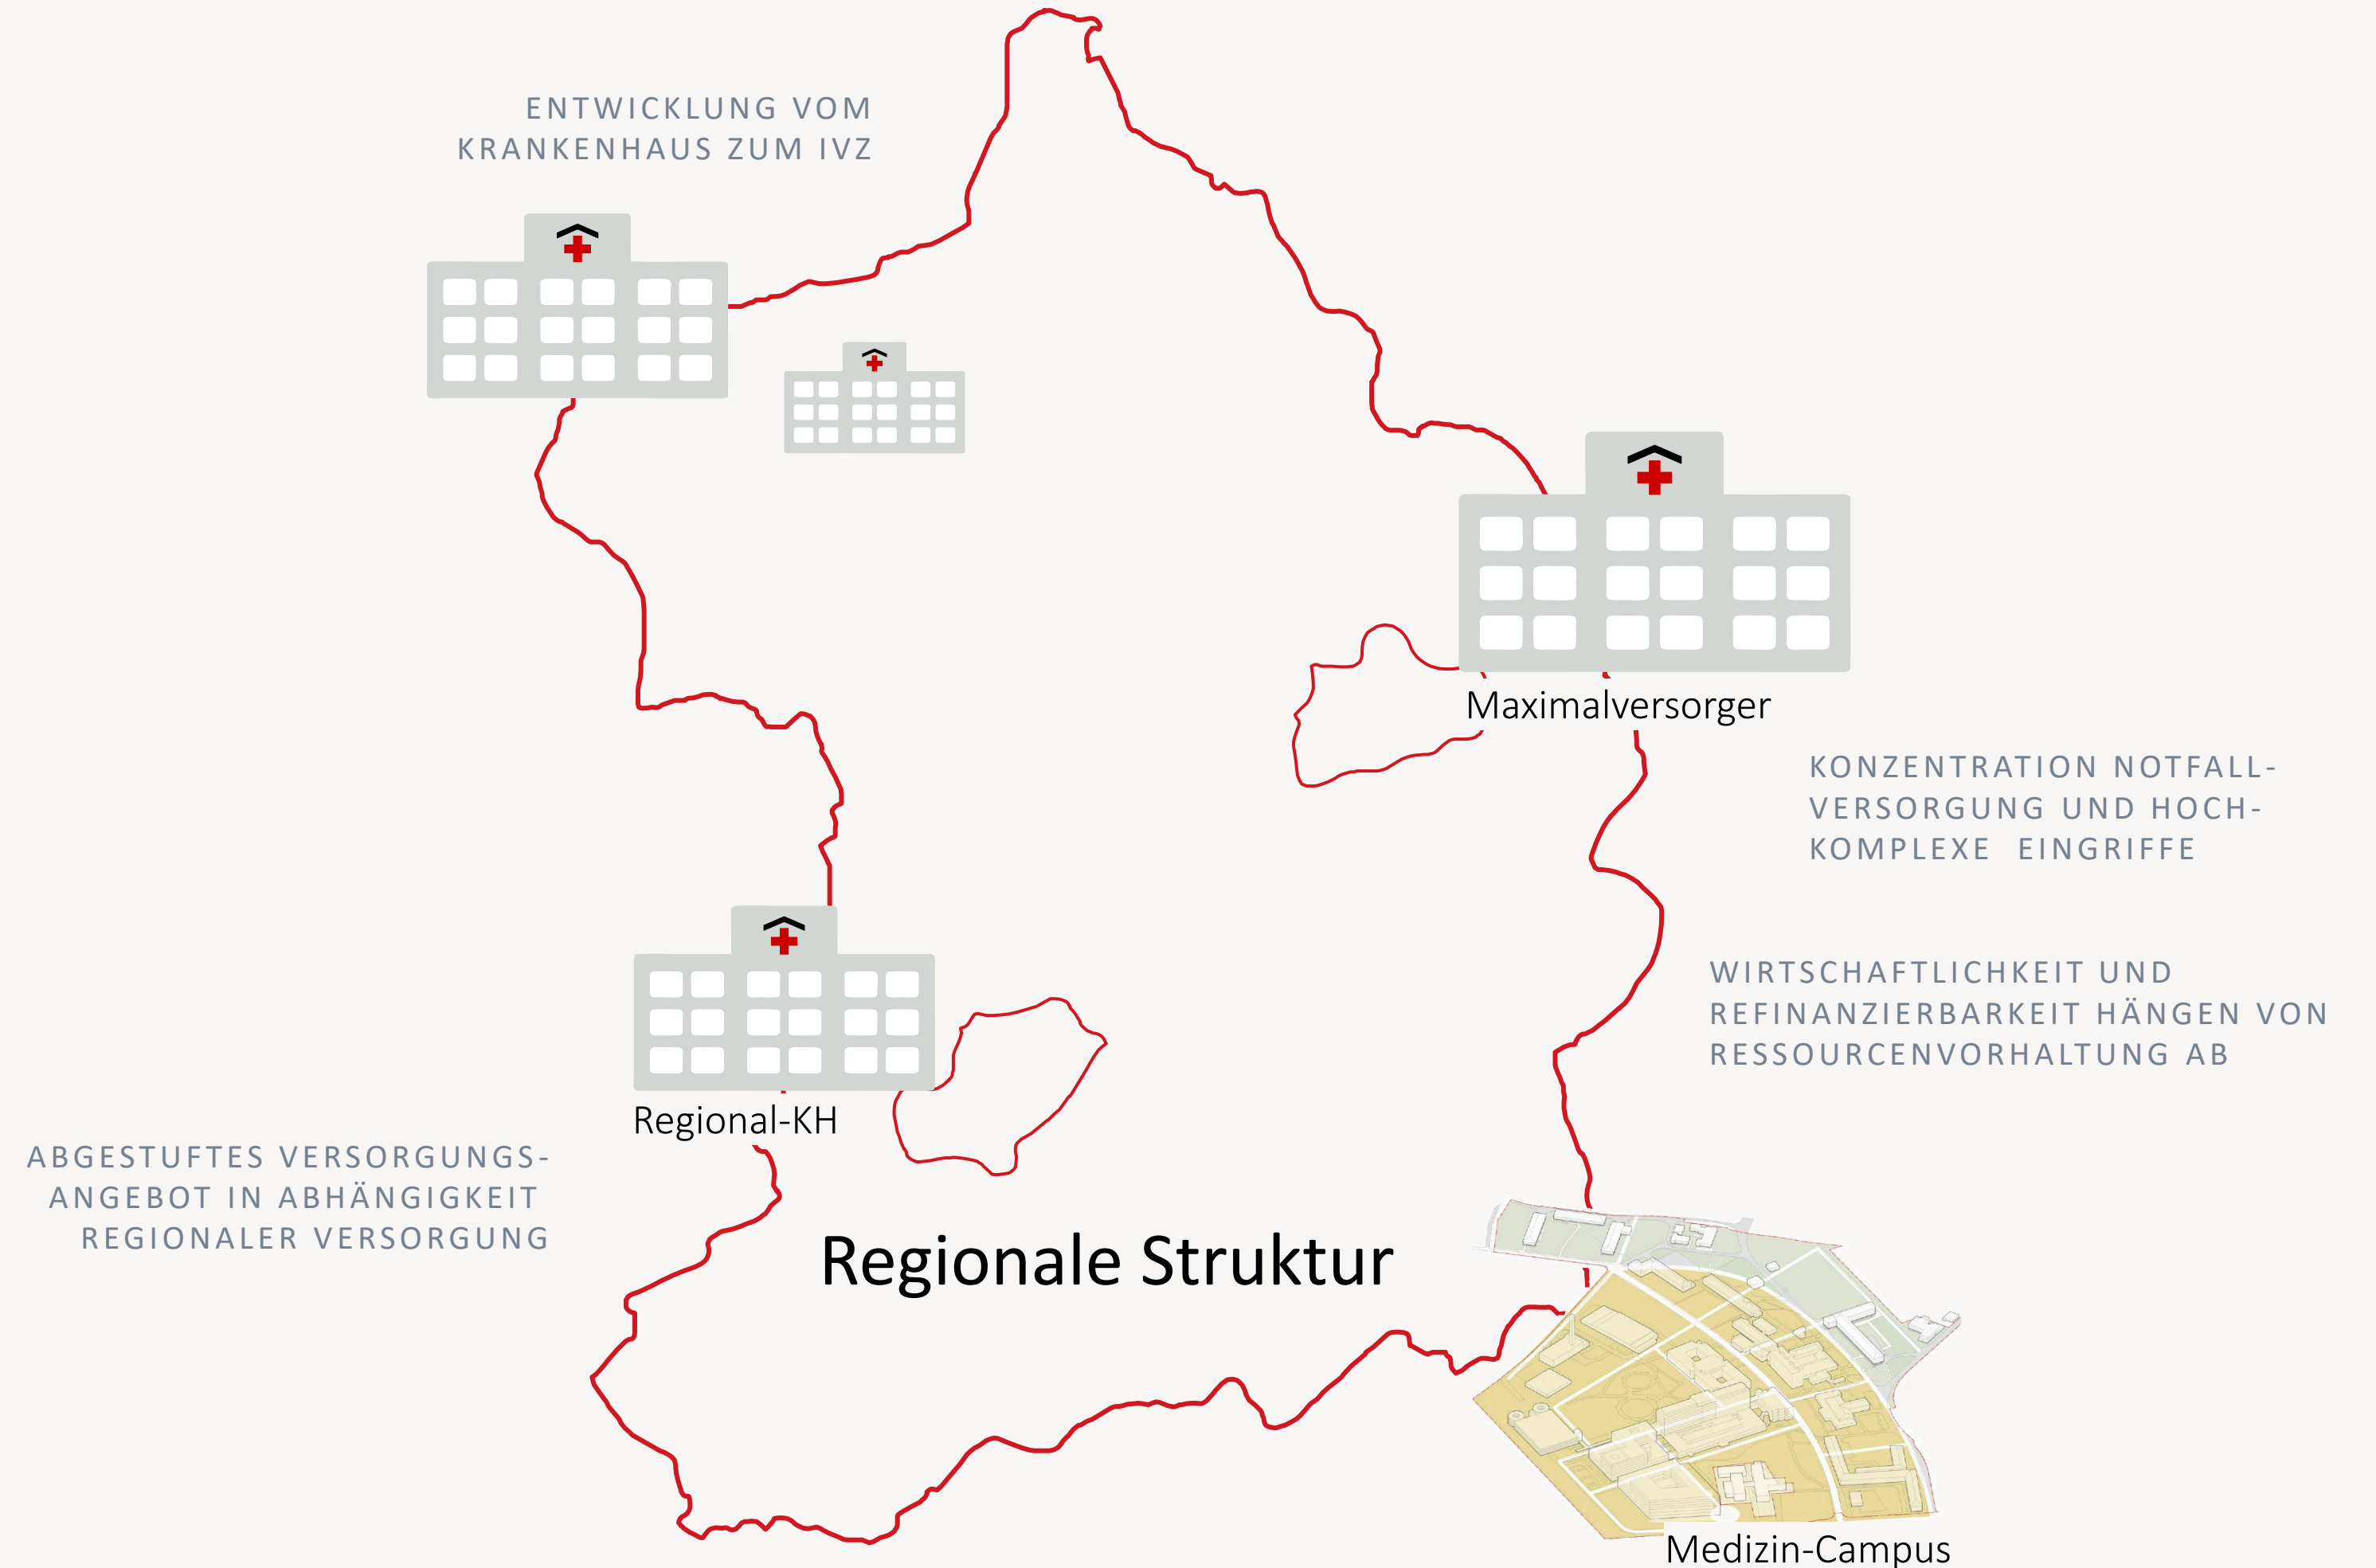 ENTWICKLUNG VOM
KRANKENHAUS ZUM IVZ
Maximalversorger
KONZENTRATION NOTFALL-
VERSORGUNG UND HOCH-
KOMPLEXE EINGRIFFE
WIRTSCHAFTLICHKEIT UND
REFINANZIERBARKEIT HÄNGEN VON
RESSOURCENVORHALTUNG AB
Regional-KH
ABGESTUFTES VERSORGUNGS-
ANGEBOT IN ABHÄNGIGKEIT
REGIONALER VERSORGUNG
Regionale Struktur
Medizin-Campus